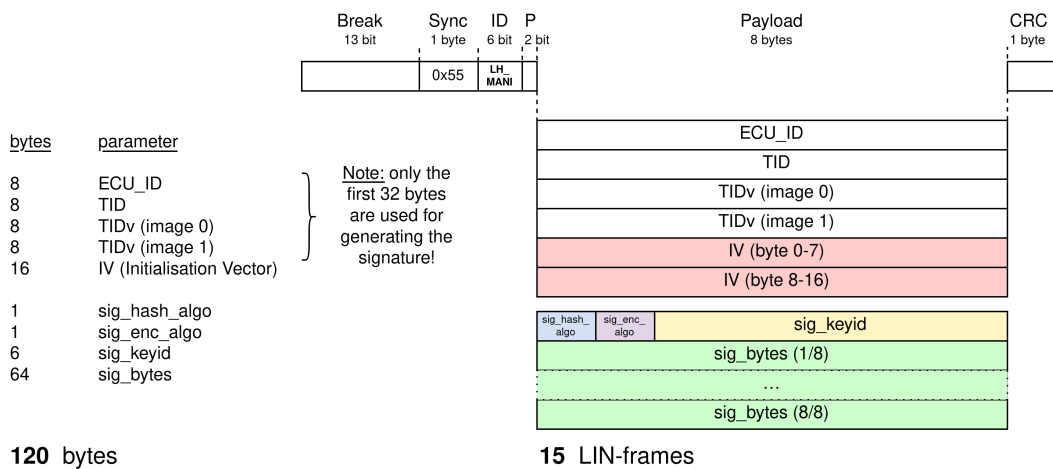 Break Sync ID P Payload CRC
13 bit 1 byte 6 bit 2 bit 8 bytes 1 byte
0x55 LH_
MANI
bytes parameter
8 ECU_ID
8 TID
8 TIDv (image 0)
8 TIDv (image 1)
16 IV (Initialisation Vector)
Note: only the
first 32 bytes
are used for
generating the
signature!
1 sig_hash_algo
1 sig_enc_algo
6 sig_keyid
64 sig_bytes
120 bytes
ECU_ID
TID
TIDv (image 0)
TIDv (image 1)
IV (byte 0-7)
IV (byte 8-16)
sig_hash_
algo
sig_enc_
algo
sig_keyid
sig_bytes (1/8)
...
sig_bytes (8/8)
15 LIN-frames